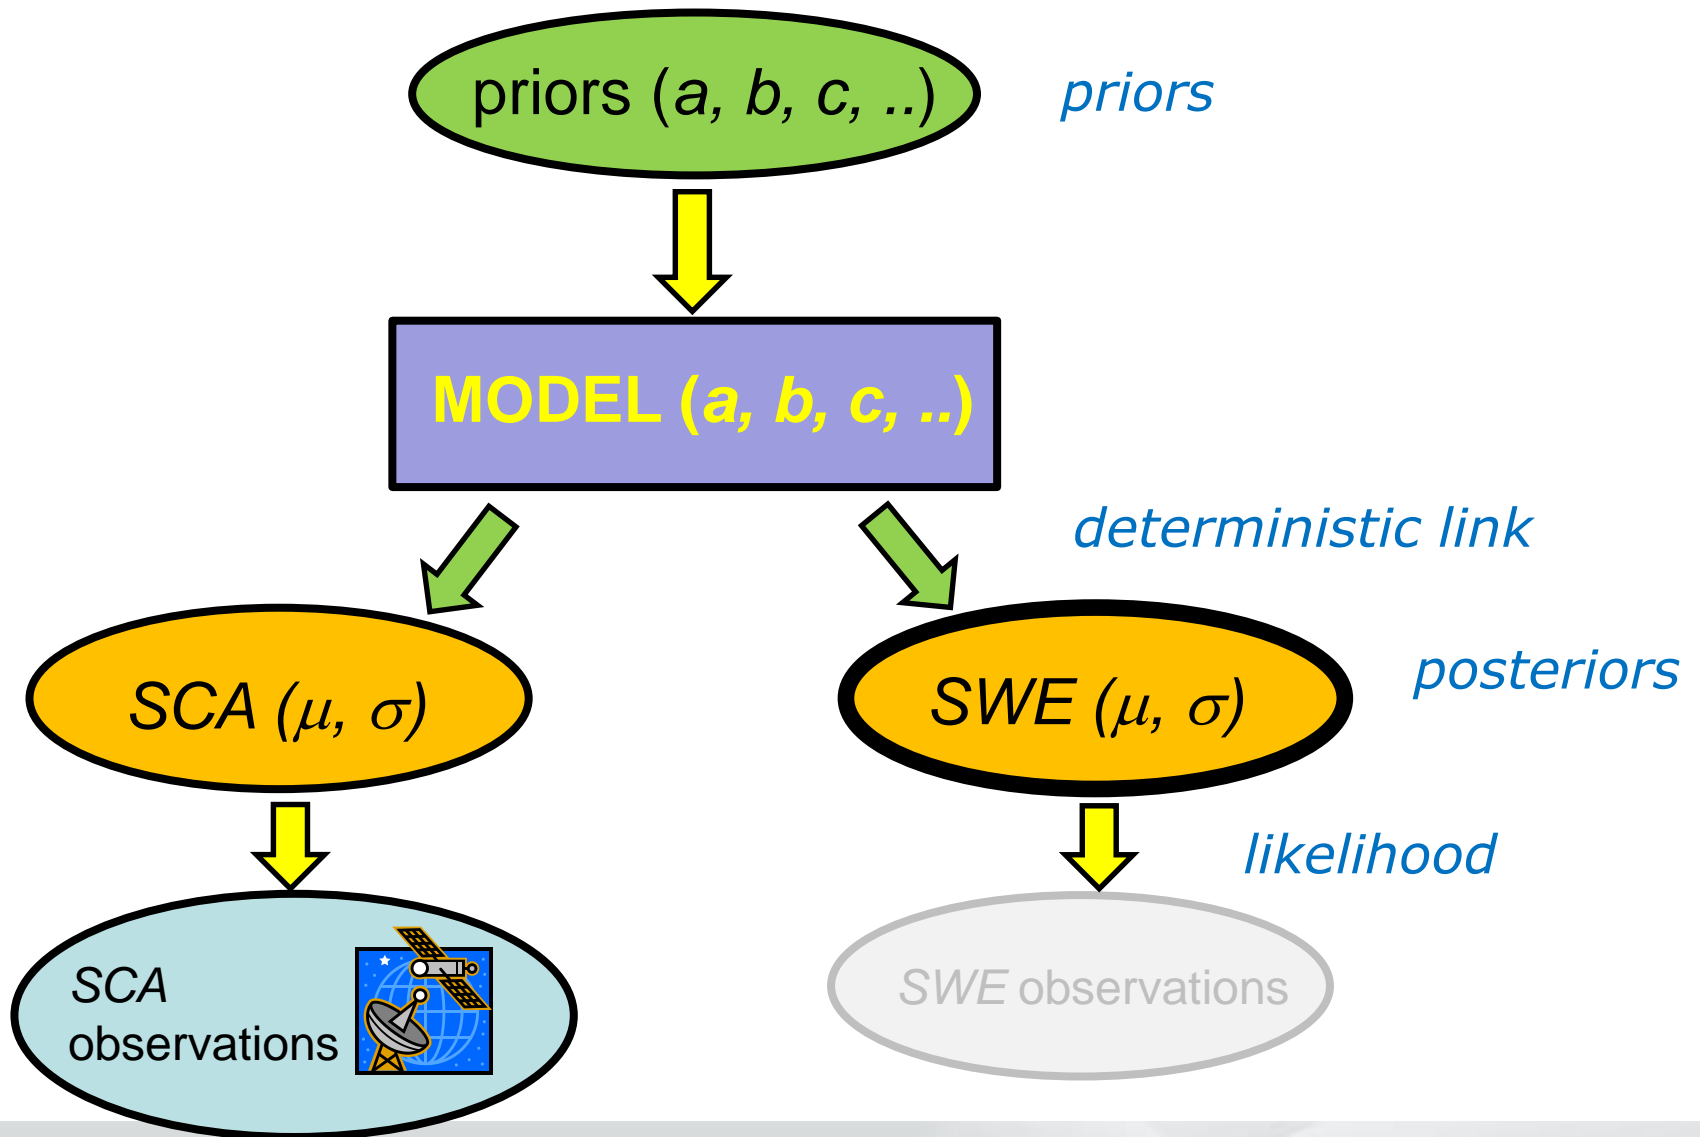 priors (a, b, c, ..)
priors
MODEL (a, b, c, ..)
deterministic link
SCA (μ, σ)
SWE (μ, σ)
posteriors
likelihood
SCA
observations
SWE observations